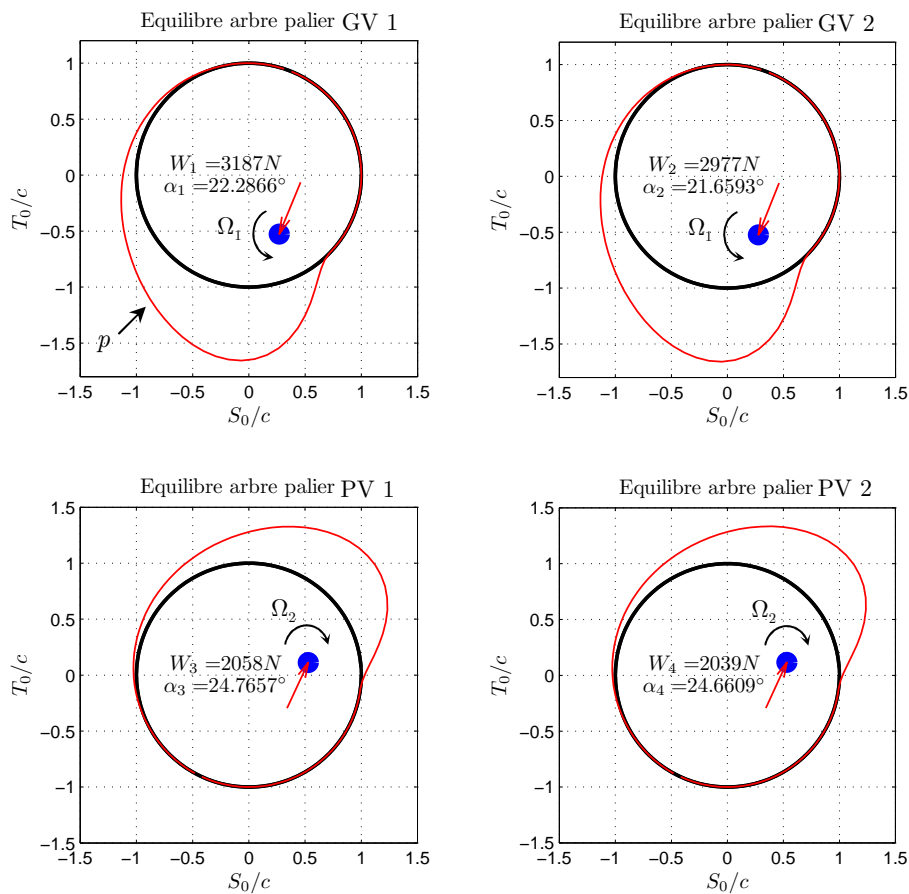 Equilibre arbre palier GV 1
1
0.5
0
−0.5
−1
−1.5
T₀/c
W₁ =3187N
α₁ =22.2866°
Ω₁
p
−1.5 −1 −0.5 0 0.5 1 1.5
S₀/c
Equilibre arbre palier GV 2
1
0.5
0
−0.5
−1
−1.5
T₀/c
W₂ =2977N
α₂ =21.6593°
Ω₁
−1.5 −1 −0.5 0 0.5 1 1.5
S₀/c
Equilibre arbre palier PV 1
1.5
1
0.5
0
−0.5
−1
−1.5
T₀/c
Ω₂
W₃ =2058N
α₃ =24.7657°
−1.5 −1 −0.5 0 0.5 1 1.5
S₀/c
Equilibre arbre palier PV 2
1.5
1
0.5
0
−0.5
−1
−1.5
T₀/c
Ω₂
W₄ =2039N
α₄ =24.6609°
−1.5 −1 −0.5 0 0.5 1 1.5
S₀/c